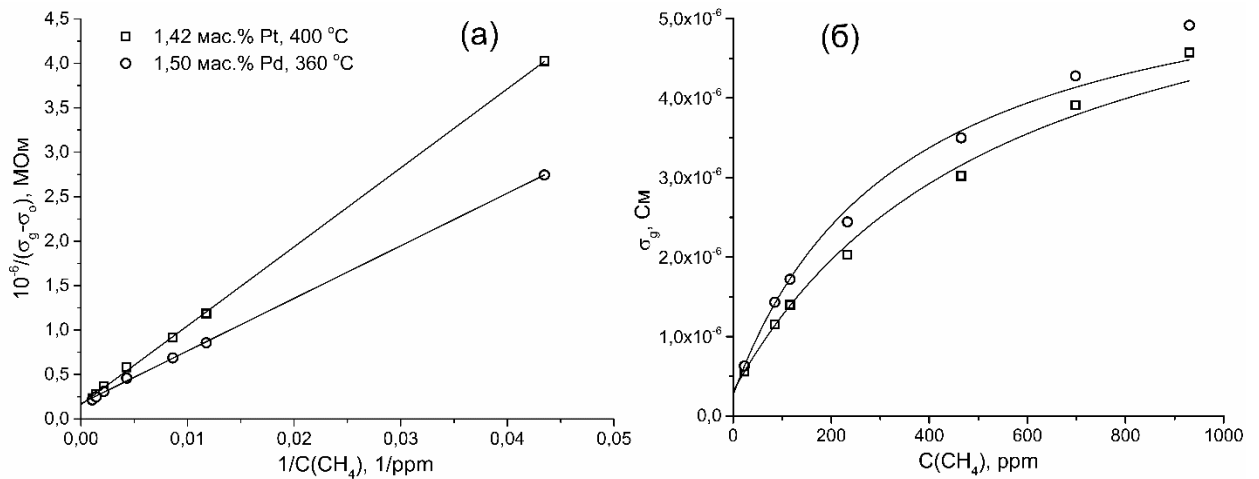 (а)
1,42 мас.% Pt, 400 °C
1,50 мас.% Pd, 360 °C
4,5
4,0
3,5
3,0
2,5
2,0
1,5
1,0
0,5
0,0
10⁻⁶/(σg-σo), МОм
0,00 0,01 0,02 0,03 0,04 0,05
1/C(CH₄), 1/ppm
(б)
5,0x10⁻⁶
4,0x10⁻⁶
3,0x10⁻⁶
2,0x10⁻⁶
1,0x10⁻⁶
0,0
σg, См
0 200 400 600 800 1000
C(CH₄), ppm